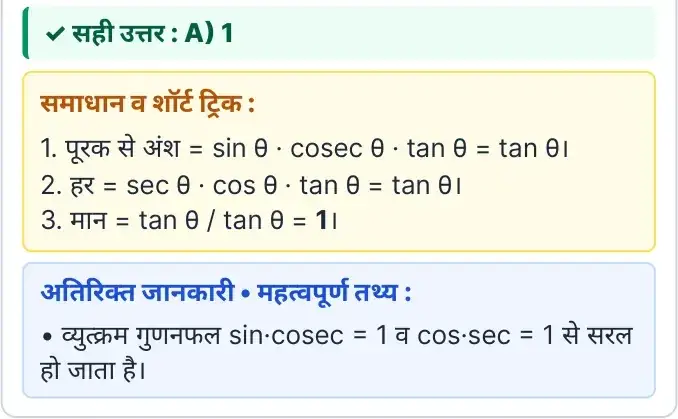 ✓ सही उत्तर : A) 1
समाधान व शॉर्ट ट्रिक :
1. पूरक से अंश = sin θ · cosec θ · tan θ = tan θ।
2. हर = sec θ · cos θ · tan θ = tan θ।
3. मान = tan θ / tan θ = 1।
अतिरिक्त जानकारी • महत्वपूर्ण तथ्य :
• व्युत्क्रम गुणनफल sin·cosec = 1 व cos·sec = 1 से सरल
हो जाता है।